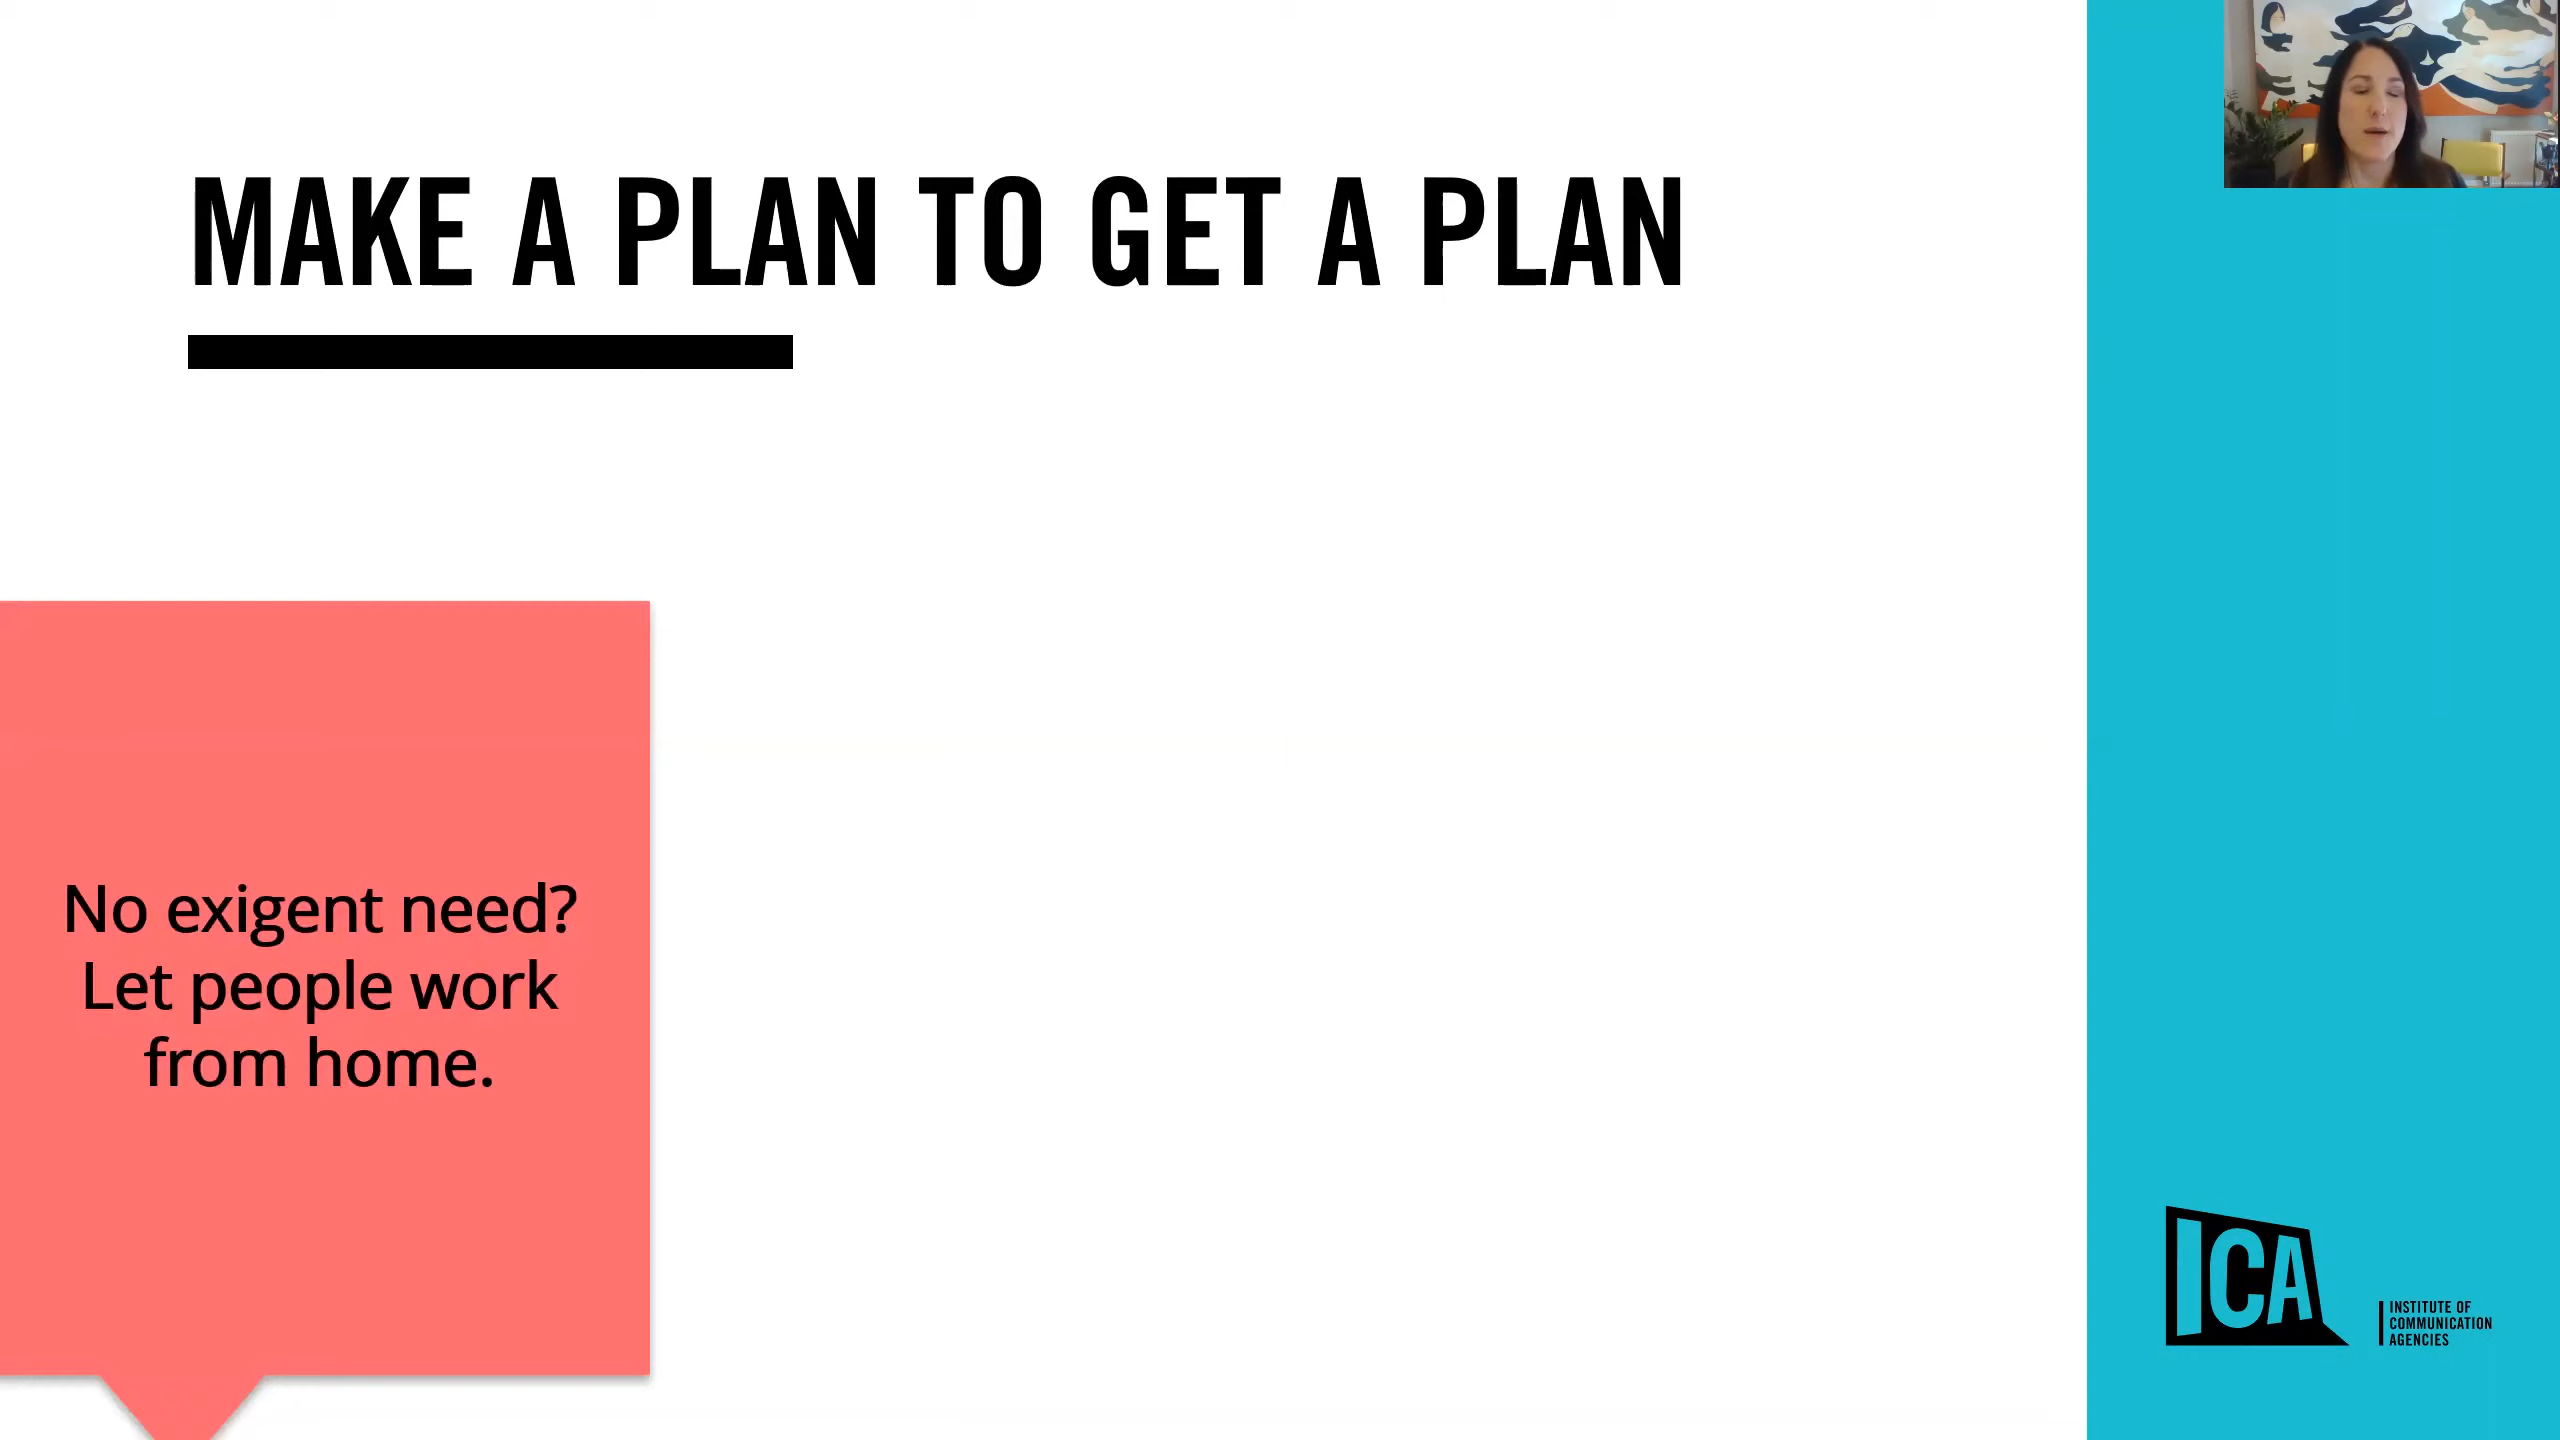 MAKE A PLAN TO GET A PLAN
No exigent need?
Let people work
from home.
ICA
INSTITUTE OF
COMMUNICATION
AGENCIES